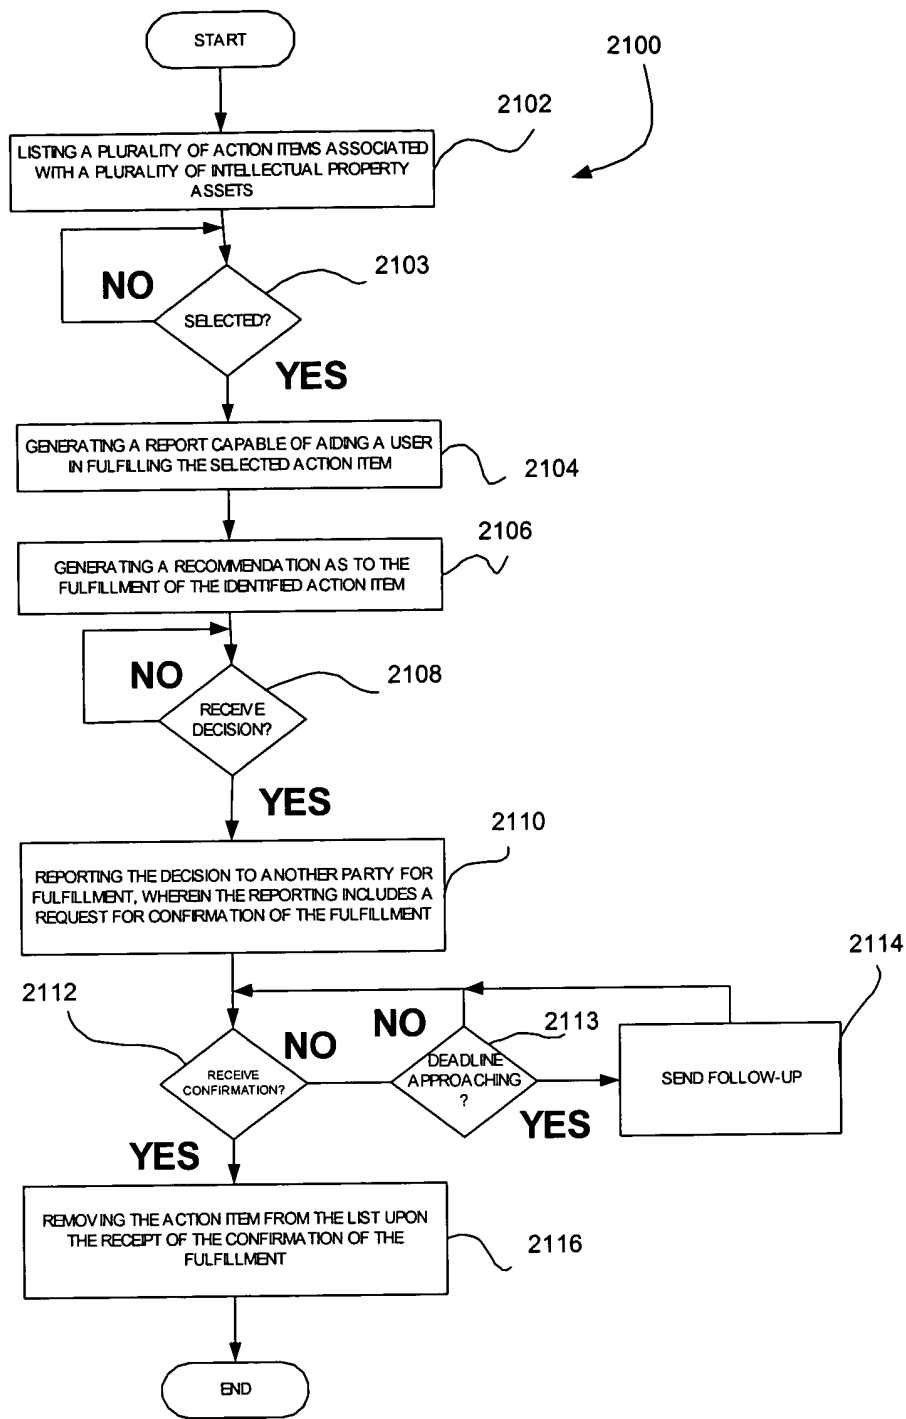 START
2100
2102
LISTING A PLURALITY OF ACTION ITEMS ASSOCIATED
WITH A PLURALITY OF INTELLECTUAL PROPERTY
ASSETS
2103
NO
SELECTED?
YES
GENERATING A REPORT CAPABLE OF AIDING A USER
IN FULFILLING THE SELECTED ACTION ITEM
2104
2106
GENERATING A RECOMMENDATION AS TO THE
FULFILLMENT OF THE IDENTIFIED ACTION ITEM
NO
2108
RECEIVE
DECISION?
YES
2110
REPORTING THE DECISION TO ANOTHER PARTY FOR
FULFILLMENT, WHEREIN THE REPORTING INCLUDES A
REQUEST FOR CONFIRMATION OF THE FULFILLMENT
2114
2112
NO
2113
NO
RECEIVE
CONFIRMATION?
DEADLINE
APPROACHING
?
SEND FOLLOW-UP
YES
YES
REMOVING THE ACTION ITEM FROM THE LIST UPON
THE RECEIPT OF THE CONFIRMATION OF THE
FULFILLMENT
2116
END